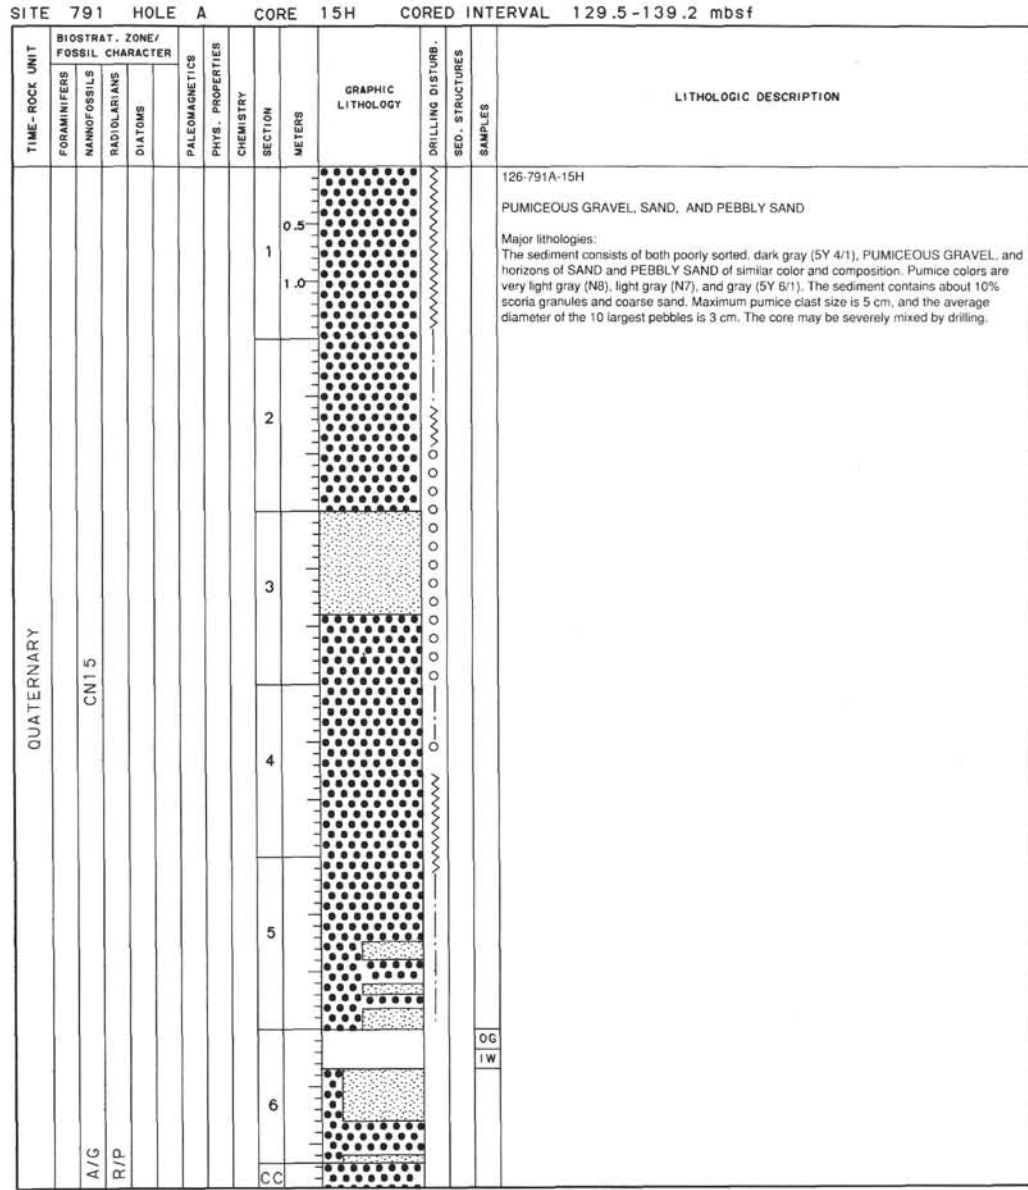 SITE 791 HOLE A CORE 15H CORED INTERVAL 129.5-139.2 mbsf
TIME-ROCK UNIT
BIOSTRAT. ZONE/
FOSSIL CHARACTER
FORAMINIFERS
NANNOFOSSILS
RADIOLARIANS
DIATOMS
PALEOMAGNETICS
PHYS. PROPERTIES
CHEMISTRY
SECTION
METERS
GRAPHIC
LITHOLOGY
DRILLING DISTURB.
SED. STRUCTURES
SAMPLES
LITHOLOGIC DESCRIPTION
126-791A-15H
PUMICEOUS GRAVEL, SAND, AND PEBBLY SAND
Major lithologies:
The sediment consists of both poorly sorted, dark gray (5Y 4/1), PUMICEOUS GRAVEL, and
horizons of SAND and PEBBLY SAND of similar color and composition. Pumice colors are
very light gray (N8), light gray (N7), and gray (5Y 6/1). The sediment contains about 10%
scoria granules and coarse sand. Maximum pumice clast size is 5 cm, and the average
diameter of the 10 largest pebbles is 3 cm. The core may be severely mixed by drilling.
0.5
1
1.0
2
3
QUATERNARY
CN15
4
5
OG
IW
6
A/G
R/P
CC